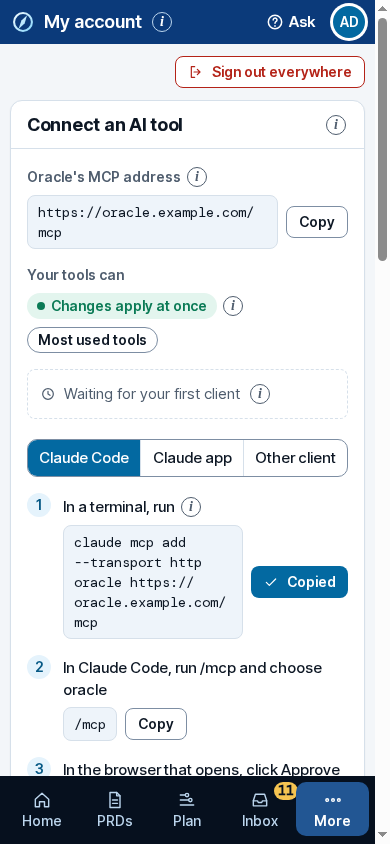 My account i Ask AD
Sign out everywhere
Connect an AI tool i
Oracle's MCP address i
https://oracle.example.com/
mcp
Copy
Your tools can
Changes apply at once i
Most used tools
Waiting for your first client i
Claude Code Claude app Other client
1 In a terminal, run i
claude mcp add
--transport http
oracle https://
oracle.example.com/
mcp
Copied
2 In Claude Code, run /mcp and choose
oracle
/mcp Copy
3 In the browser that opens, click Approve
11
Home PRDs Plan Inbox More